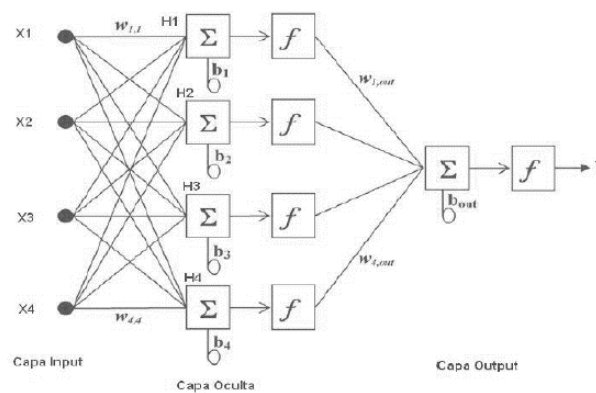 X1
w1,1
H1
Σ
f
b1
w1,out
X2
H2
Σ
f
b2
Σ
f
bout
X3
H3
Σ
f
b3
w4,out
X4
w4,4
H4
Σ
f
b4
Capa Input
Capa Oculta
Capa Output